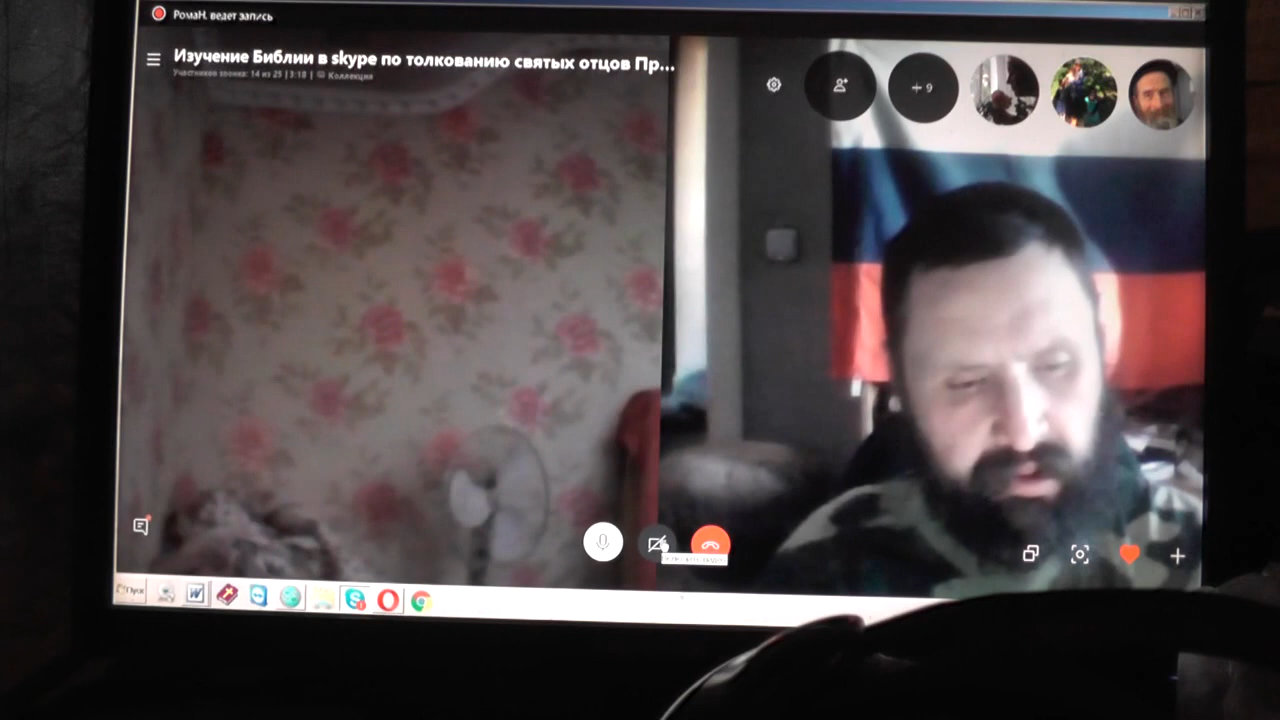 РомаН. ведет запись
Изучение Библии в skype по толкованию святых отцов Пр...
Участников звонка: 14 из 25 | 3:18 | Коллекция
+ 9
Пуск